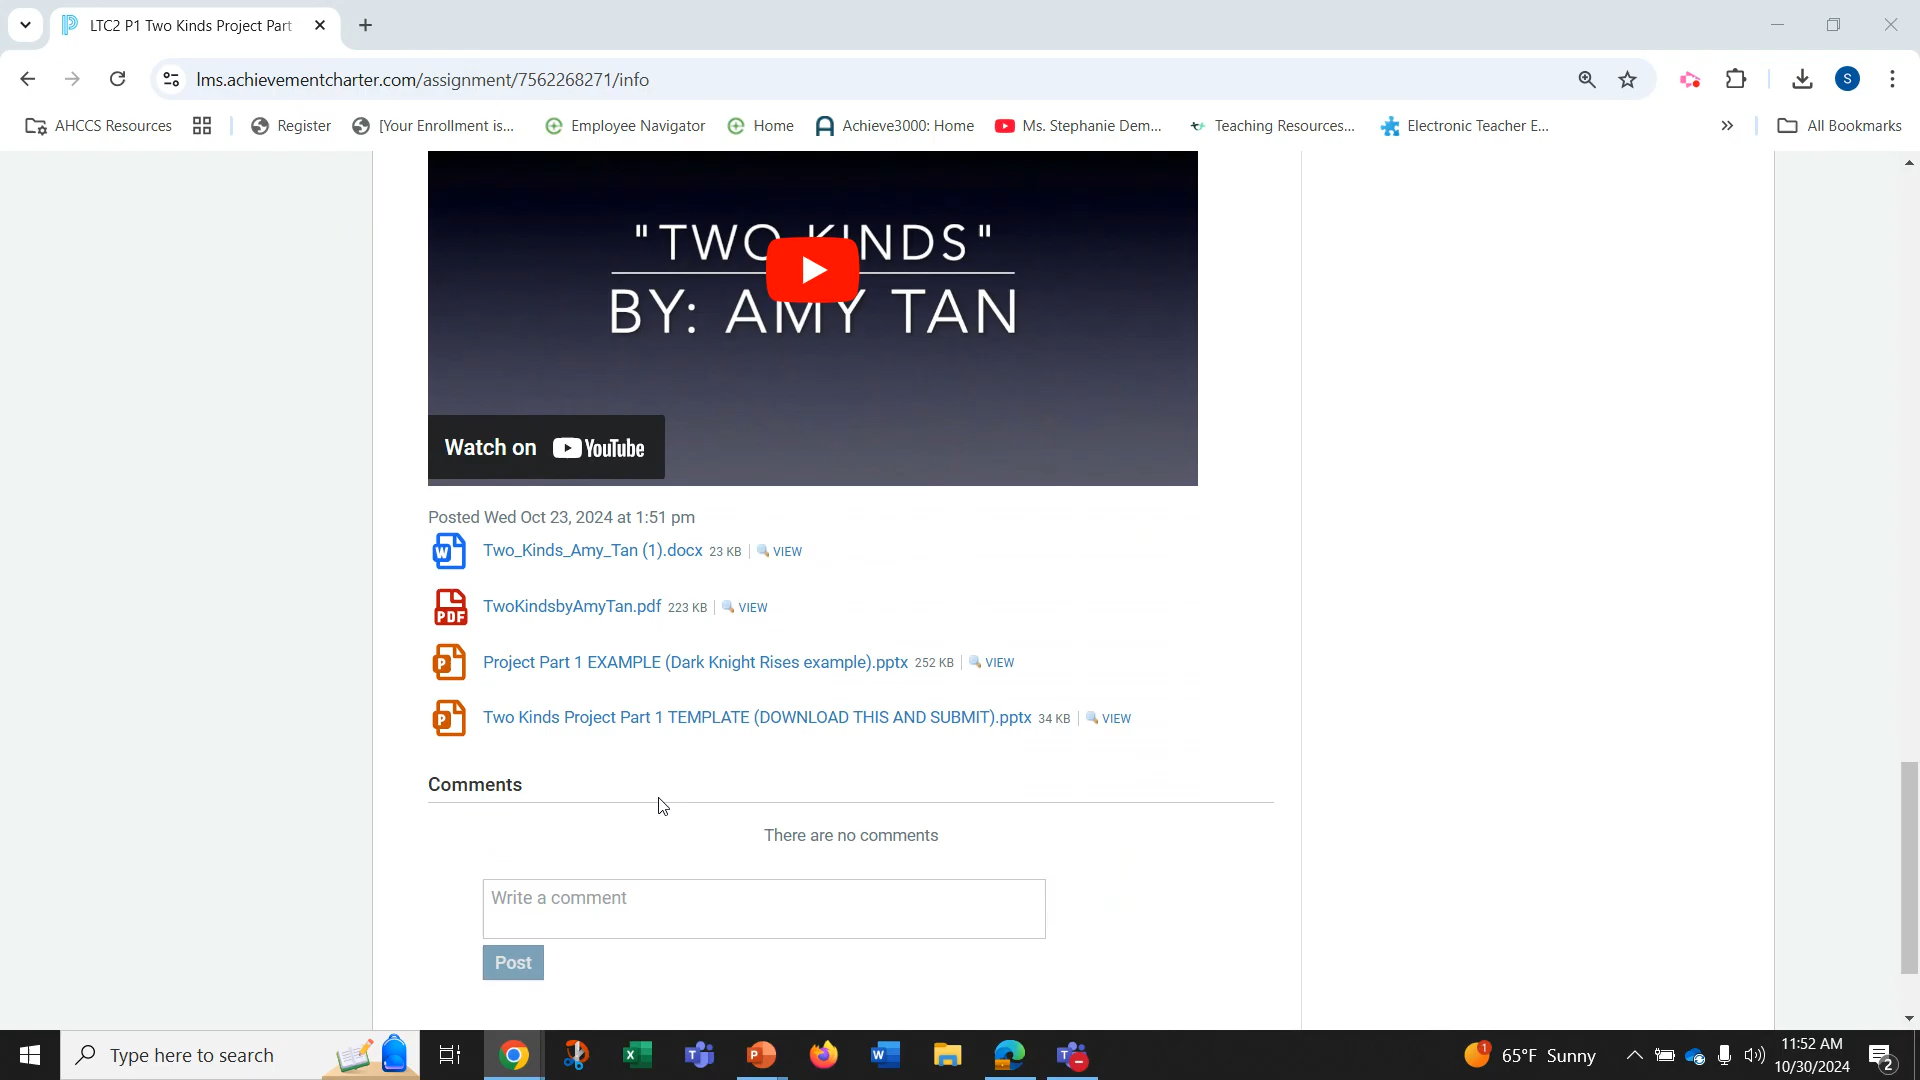 LTC2 P1 Two Kinds Project Part
lms.achievementcharter.com/assignment/7562268271/info
S
AHCCS Resources
Register
[Your Enrollment is...
Employee Navigator
Home
Achieve3000: Home
Ms. Stephanie Dem...
Teaching Resources...
Electronic Teacher E...
All Bookmarks
"TWO KINDS"
BY: AMY TAN
Watch on YouTube
Posted Wed Oct 23, 2024 at 1:51 pm
W
Two_Kinds_Amy_Tan (1).docx 23 KB VIEW
PDF
TwoKindsbyAmyTan.pdf 223 KB VIEW
P
Project Part 1 EXAMPLE (Dark Knight Rises example).pptx 252 KB VIEW
P
Two Kinds Project Part 1 TEMPLATE (DOWNLOAD THIS AND SUBMIT).pptx 34 KB VIEW
Comments
There are no comments
Write a comment
Post
Type here to search
1
65°F Sunny
11:52 AM
10/30/2024
2